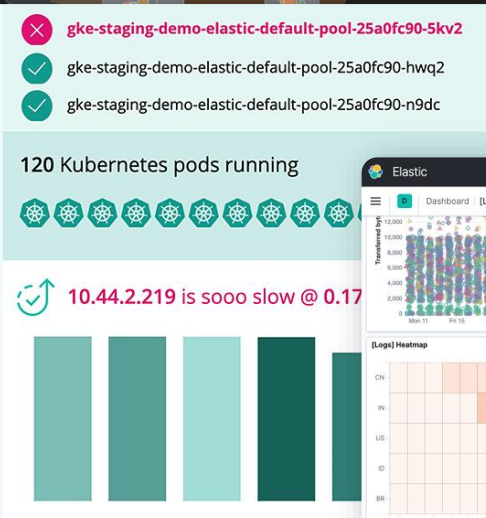 gke-staging-demo-elastic-default-pool-25a0fc90-5kv2
gke-staging-demo-elastic-default-pool-25a0fc90-hwq2
gke-staging-demo-elastic-default-pool-25a0fc90-n9dc
120 Kubernetes pods running
10.44.2.219 is sooo slow @ 0.17
Elastic
D Dashboard / [L
Transferred byt
12,000
10,000
8,000
6,000
4,000
2,000
0
Mon 11 Fri 15
[Logs] Heatmap
CN
IN
US
ID
BR